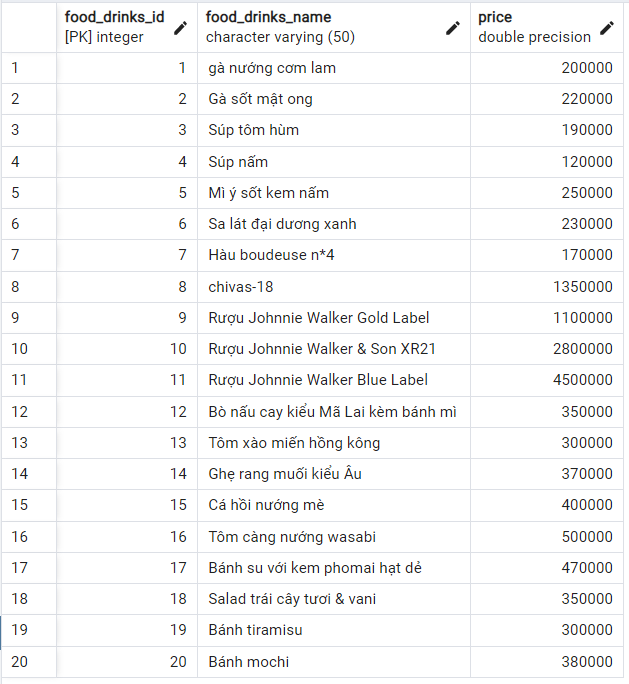 food_drinks_id food_drinks_name price
[PK] integer character varying (50) double precision
1 1 gà nướng cơm lam 200000
2 2 Gà sốt mật ong 220000
3 3 Súp tôm hùm 190000
4 4 Súp nấm 120000
5 5 Mì ý sốt kem nấm 250000
6 6 Sa lát đại dương xanh 230000
7 7 Hàu boudeuse n*4 170000
8 8 chivas-18 1350000
9 9 Rượu Johnnie Walker Gold Label 1100000
10 10 Rượu Johnnie Walker & Son XR21 2800000
11 11 Rượu Johnnie Walker Blue Label 4500000
12 12 Bò nấu cay kiểu Mã Lai kèm bánh mì 350000
13 13 Tôm xào miến hồng kông 300000
14 14 Ghẹ rang muối kiểu Âu 370000
15 15 Cá hồi nướng mè 400000
16 16 Tôm càng nướng wasabi 500000
17 17 Bánh su với kem phomai hạt dẻ 470000
18 18 Salad trái cây tươi & vani 350000
19 19 Bánh tiramisu 300000
20 20 Bánh mochi 380000